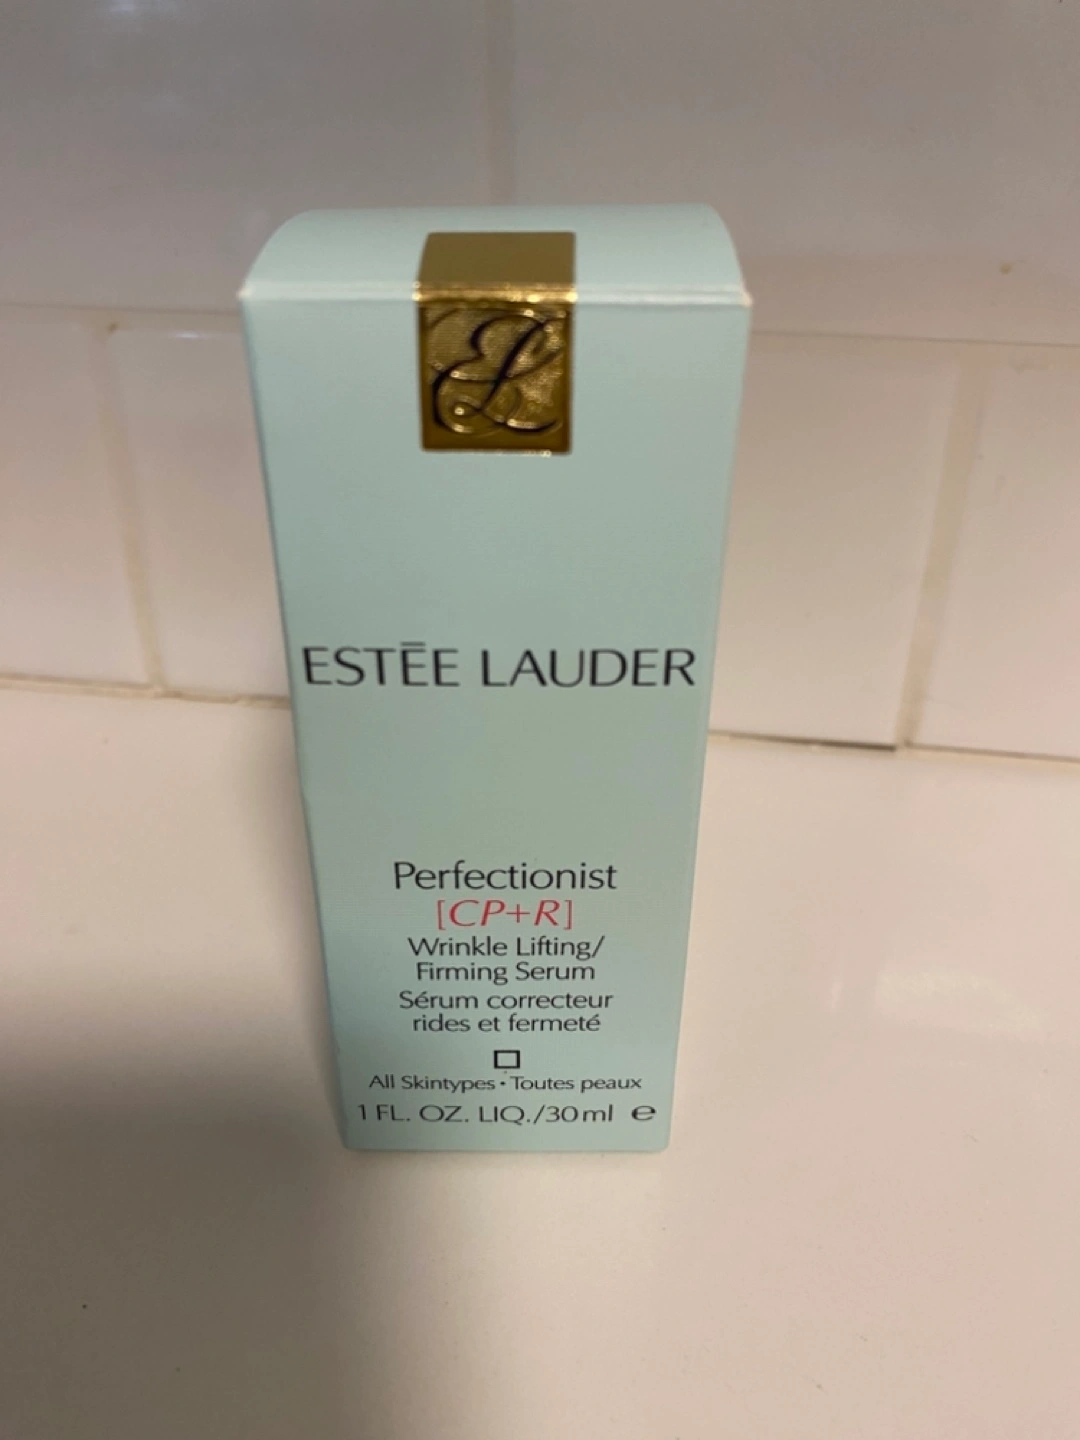 EL
ESTĒE LAUDER
Perfectionist
[CP+R]
Wrinkle Lifting/
Firming Serum
Sérum correcteur
rides et fermeté
All Skintypes • Toutes peaux
1 FL. OZ. LIQ./30ml ℮